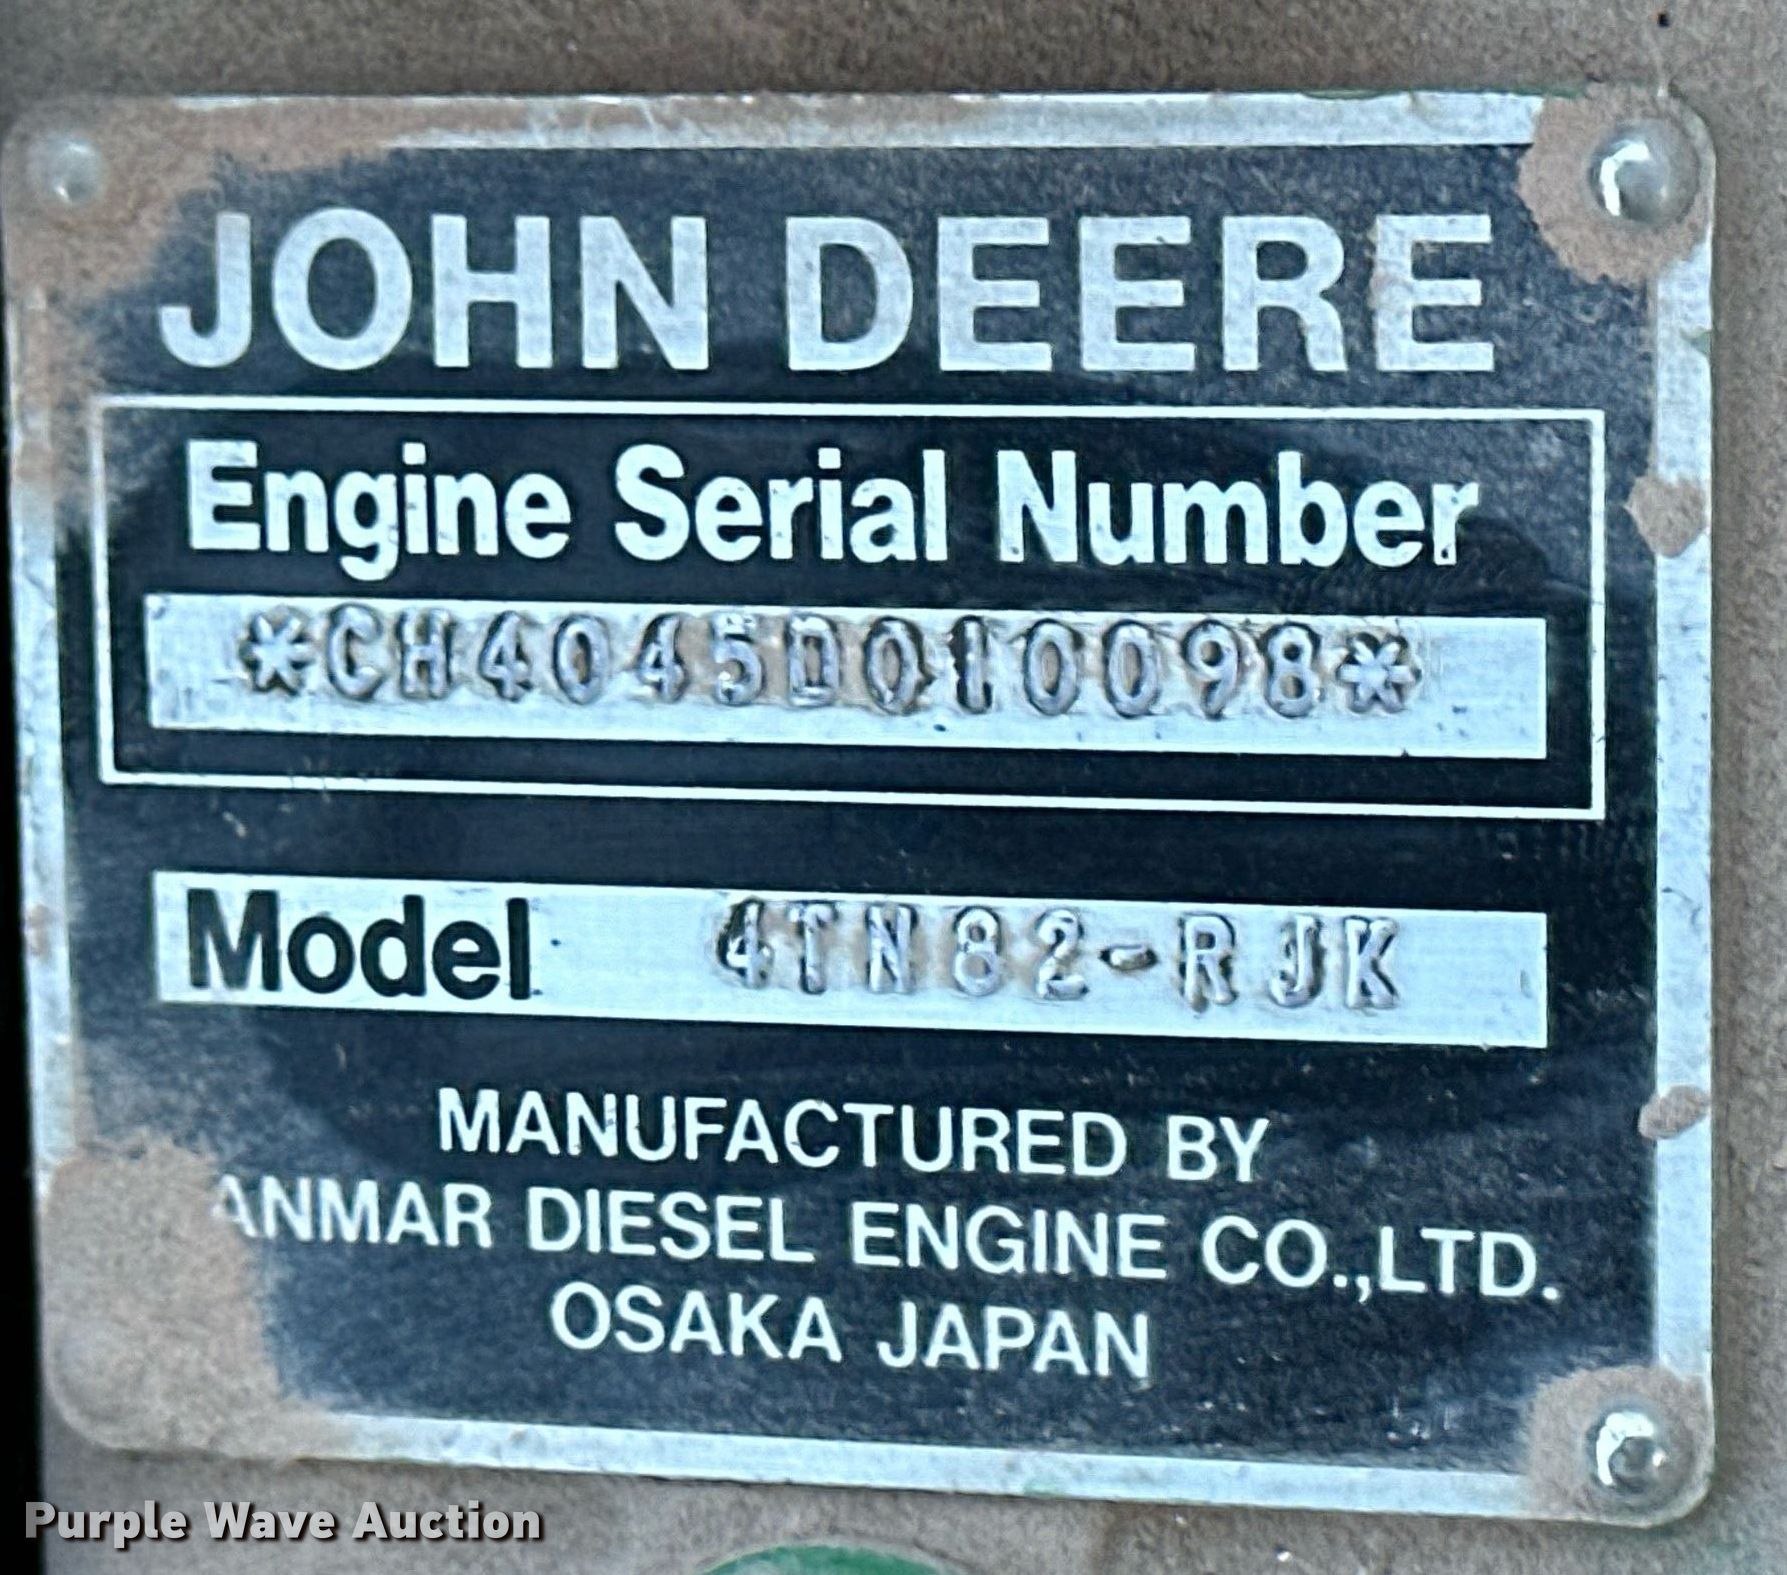 JOHN DEERE
Engine Serial Number
*CH4045D010098*
Model 4TN82-RJK
MANUFACTURED BY
ANMAR DIESEL ENGINE CO.,LTD.
OSAKA JAPAN
Purple Wave Auction